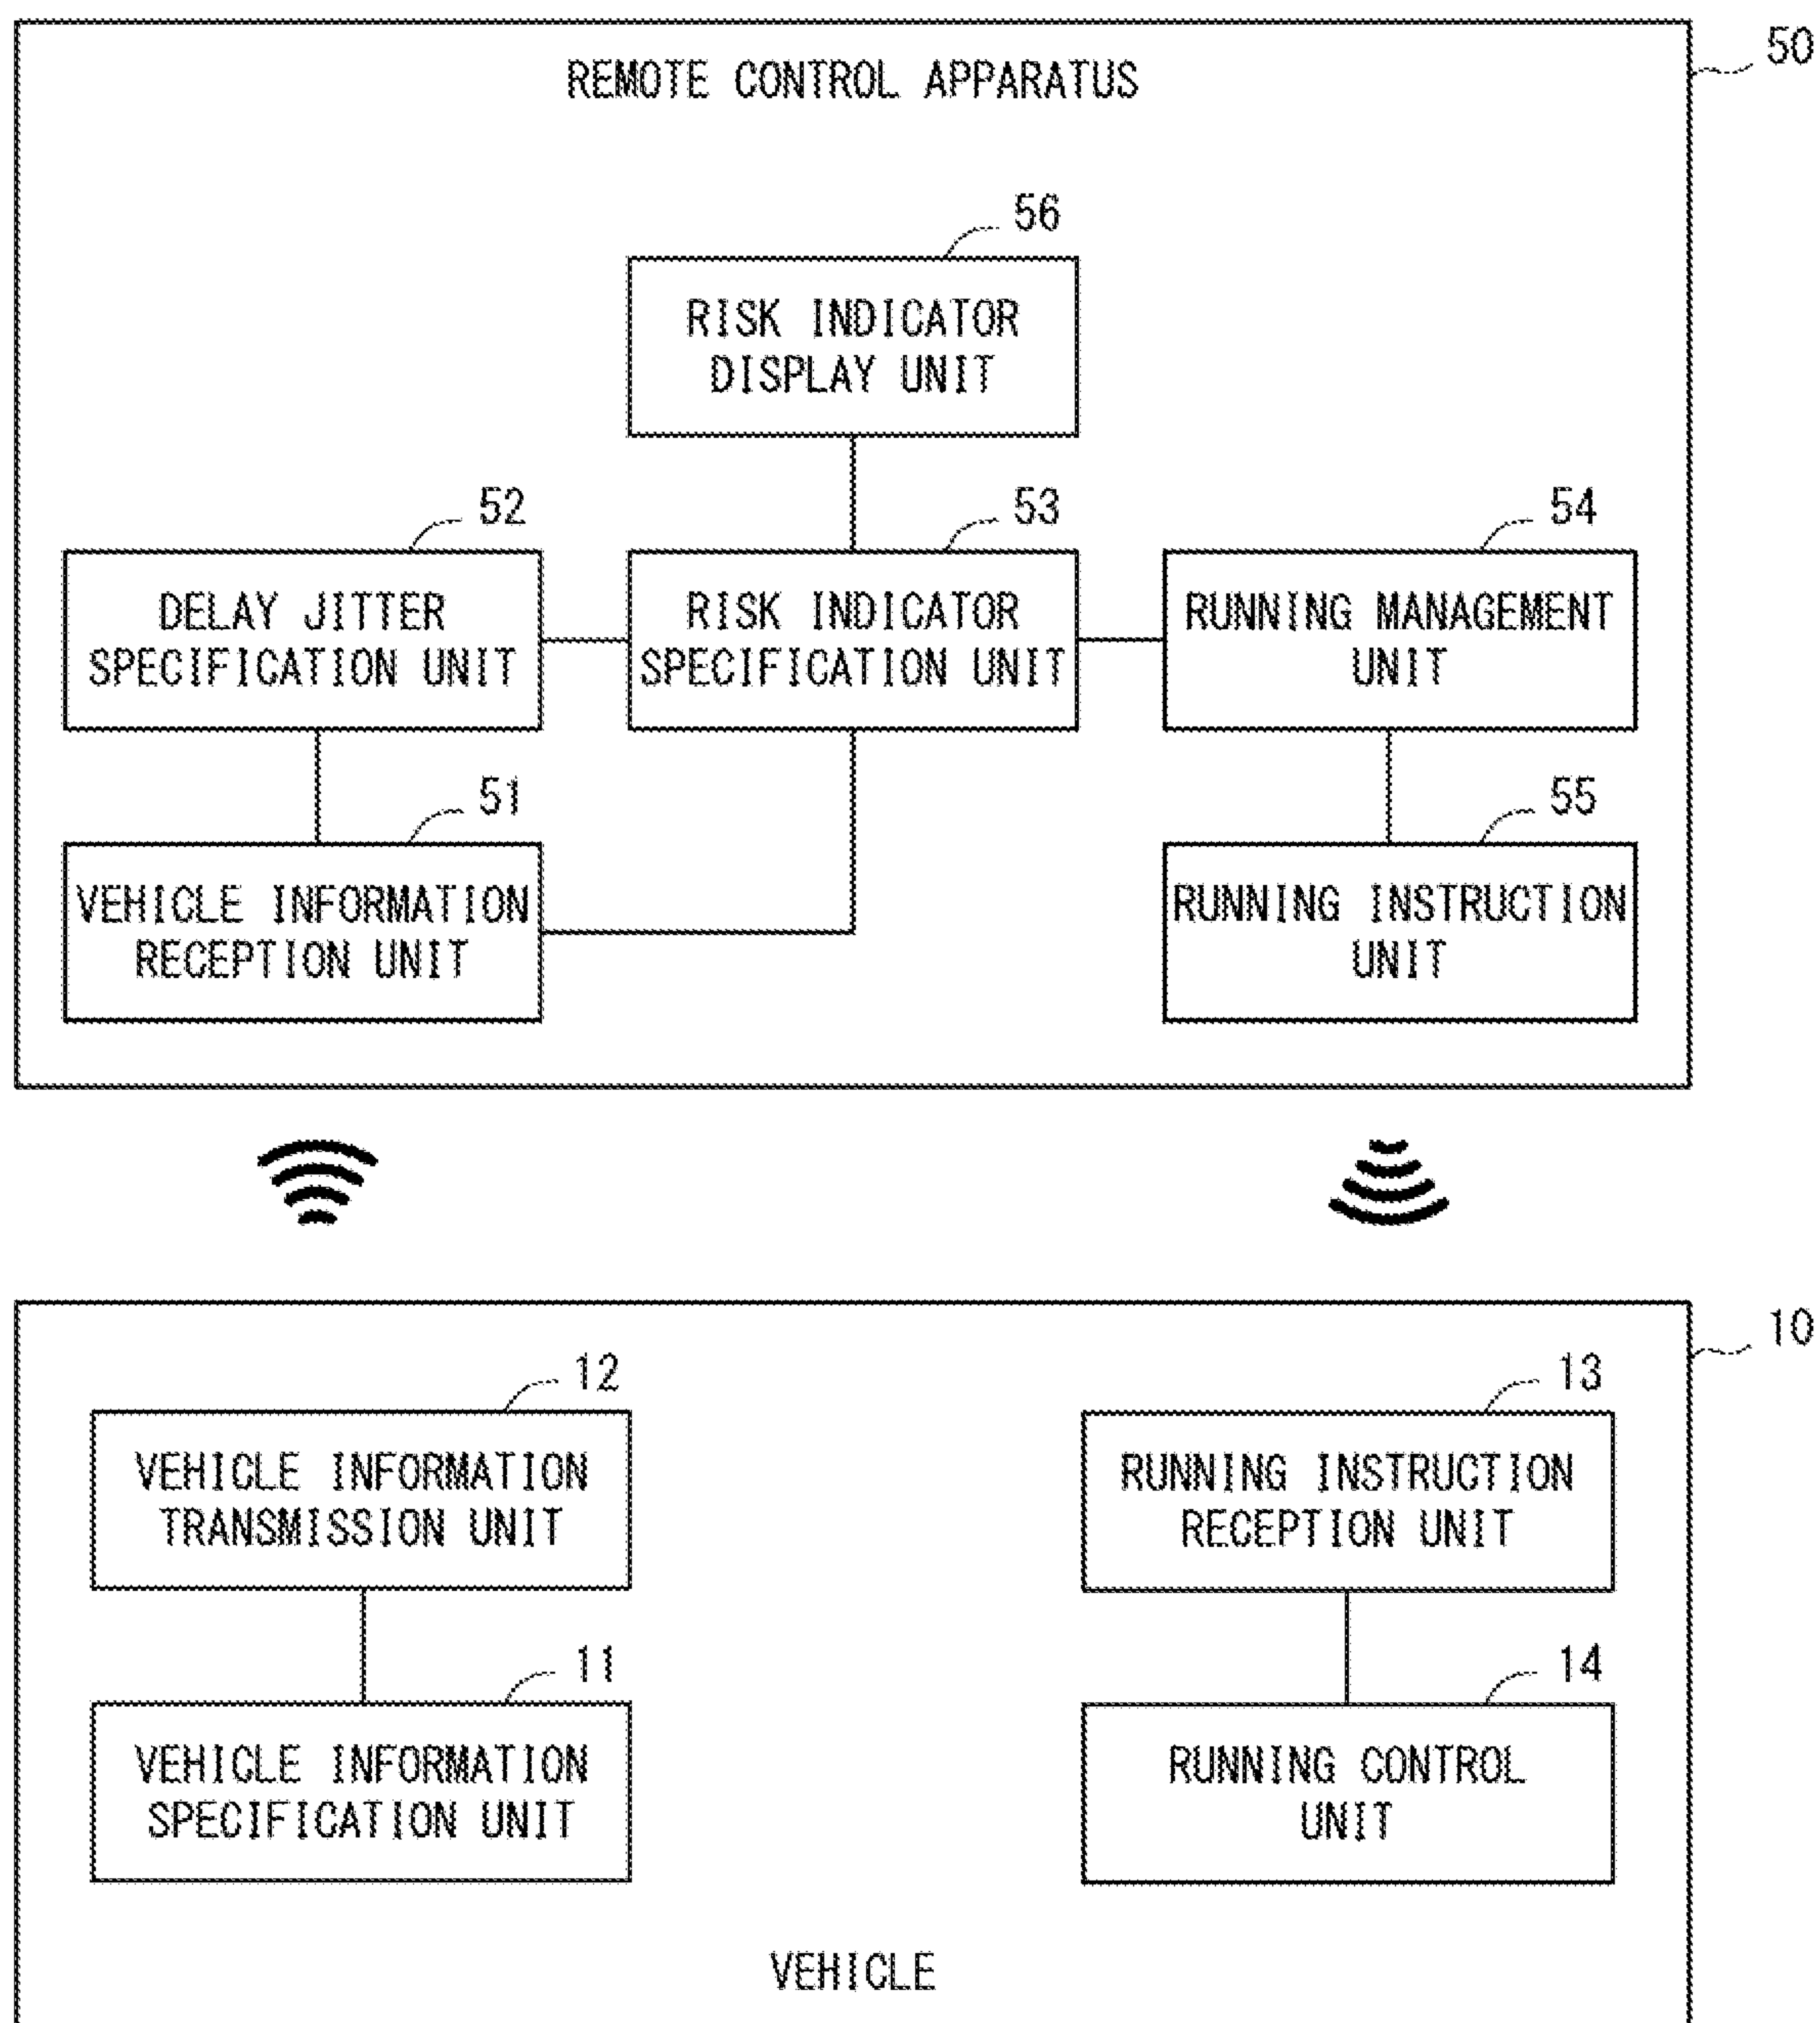 50
REMOTE CONTROL APPARATUS
56
RISK INDICATOR
DISPLAY UNIT
52
53
54
DELAY JITTER
SPECIFICATION UNIT
RISK INDICATOR
SPECIFICATION UNIT
RUNNING MANAGEMENT
UNIT
51
55
VEHICLE INFORMATION
RECEPTION UNIT
RUNNING INSTRUCTION
UNIT
10
12
13
VEHICLE INFORMATION
TRANSMISSION UNIT
RUNNING INSTRUCTION
RECEPTION UNIT
11
14
VEHICLE INFORMATION
SPECIFICATION UNIT
RUNNING CONTROL
UNIT
VEHICLE